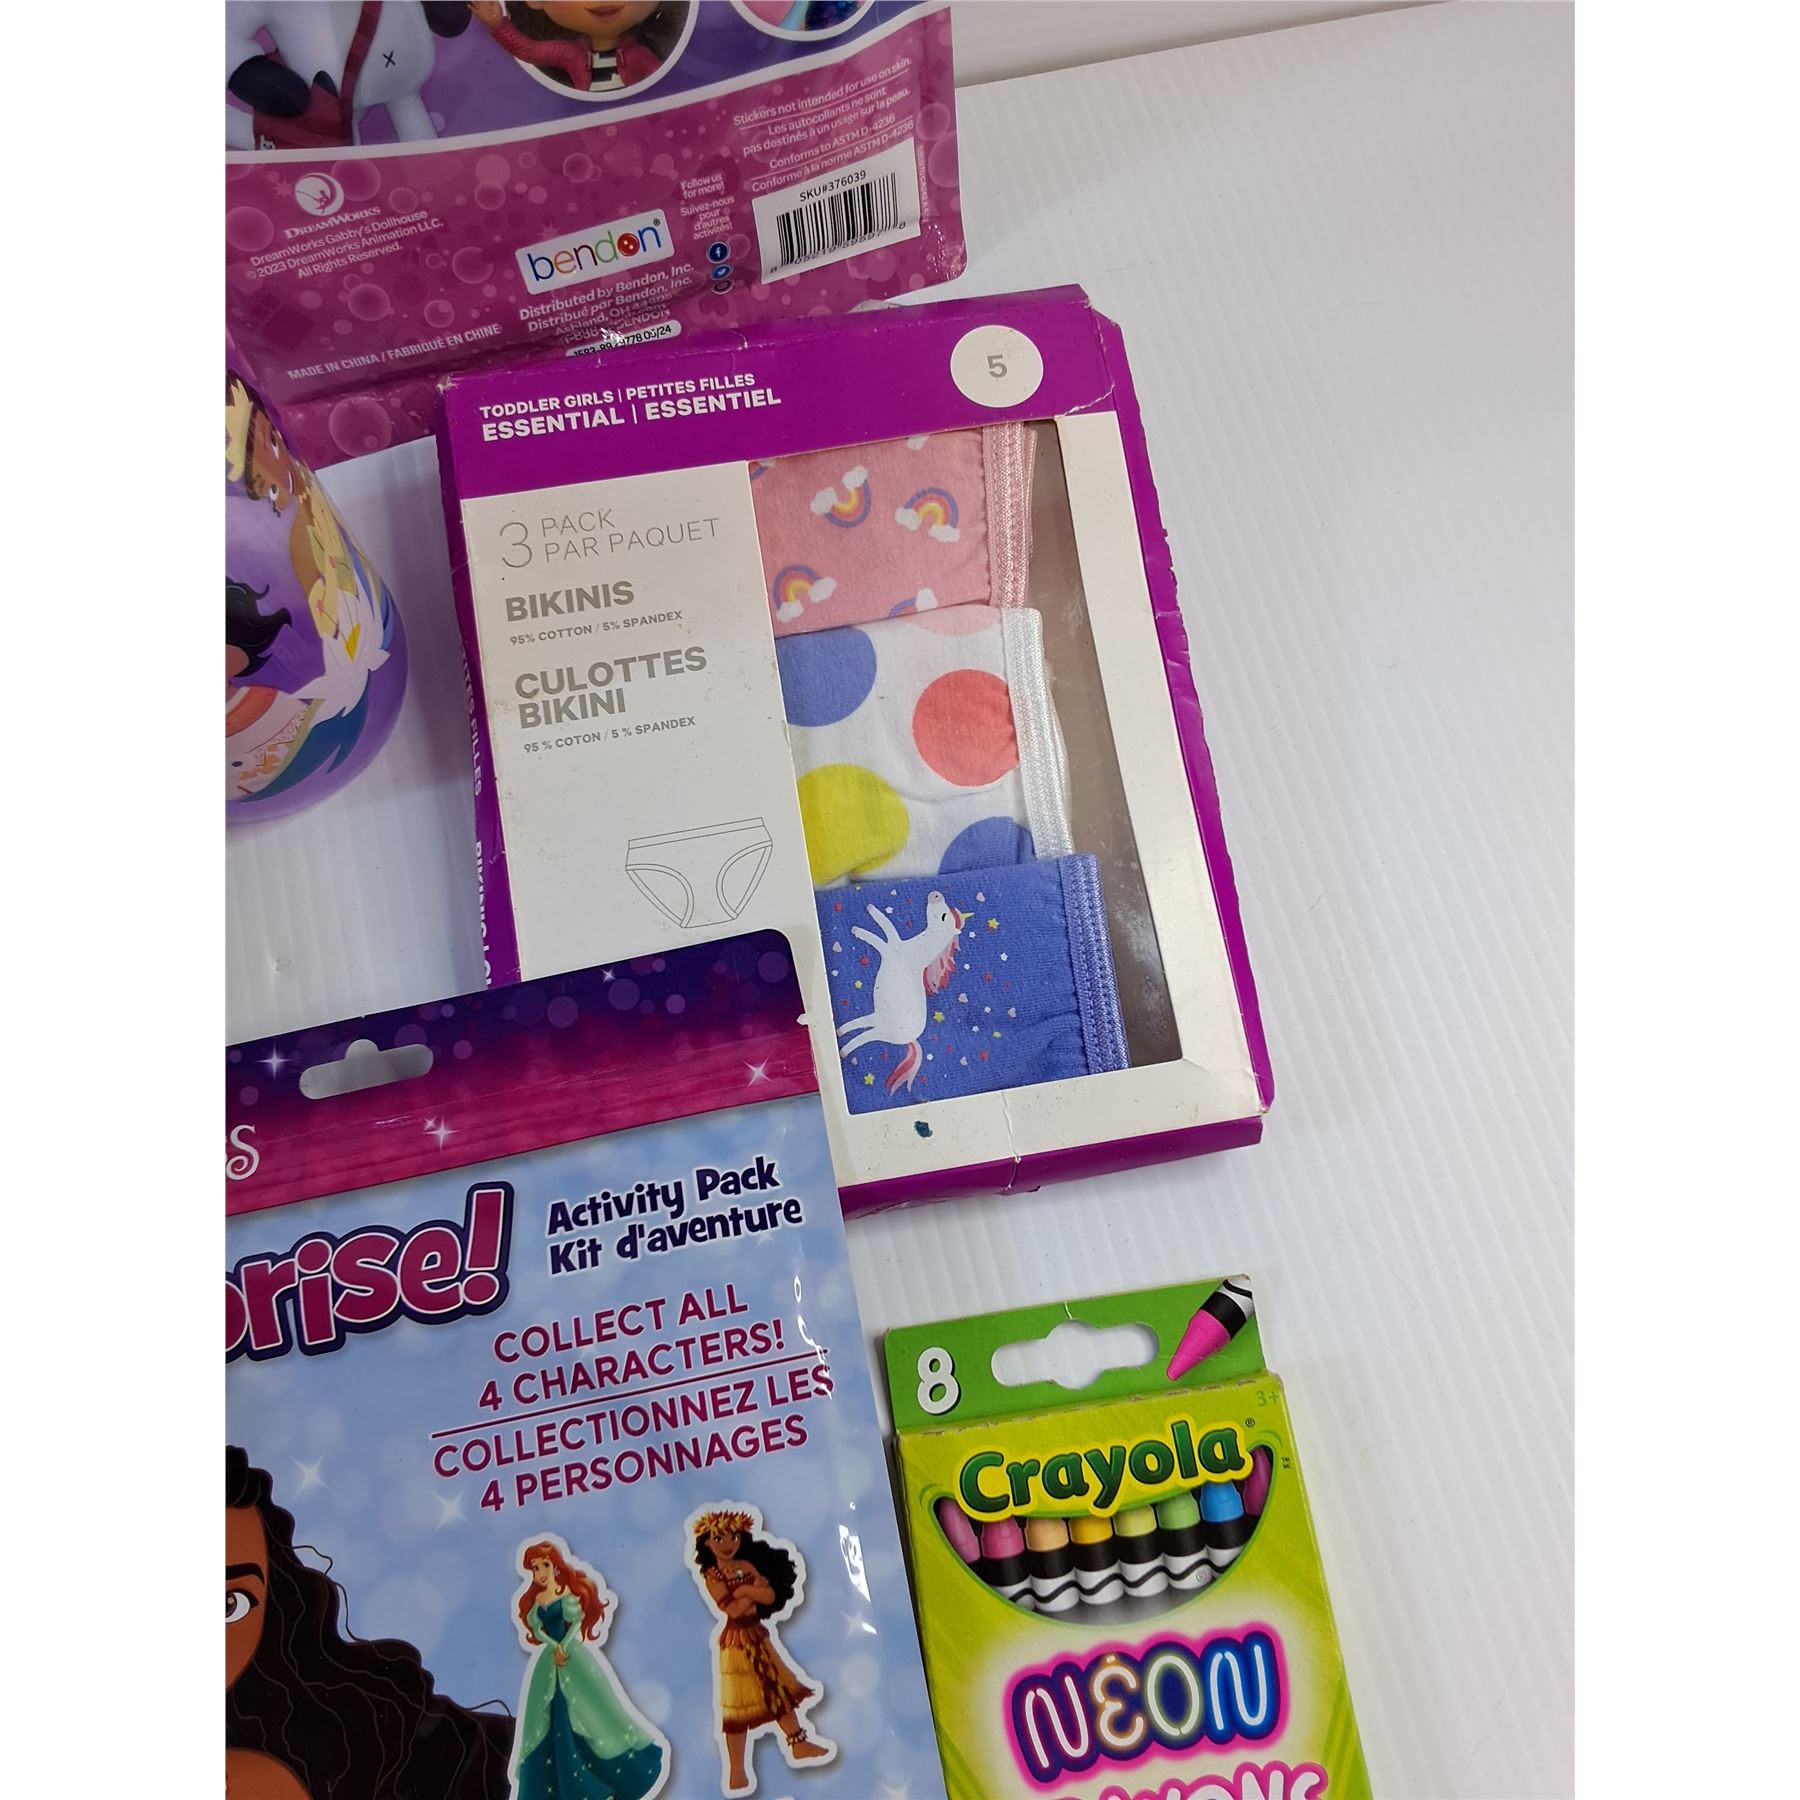 Stickers not intended for use on skin.
Les autocollants ne sont
pas destinés à un usage sur la peau.
Conforms to ASTM D-4236
Conforme à la norme ASTM D-4236
SKU#376039
DREAMWORKS
DreamWorks Gabby's Dollhouse
©2023 DreamWorks Animation LLC.
All Rights Reserved.
Follow us
for more!
Suivez-nous
pour
d'autres
activités!
bendon®
Distributed by Bendon, Inc.
Distribué par Bendon, Inc.
Ashland, OH 44805
MADE IN CHINA / FABRIQUÉ EN CHINE
5
TODDLER GIRLS | PETITES FILLES
ESSENTIAL | ESSENTIEL
3 PACK
PAR PAQUET
BIKINIS
95% COTTON / 5% SPANDEX
CULOTTES
BIKINI
95 % COTON / 5 % SPANDEX
Activity Pack
Kit d'aventure
COLLECT ALL
4 CHARACTERS!
COLLECTIONNEZ LES
4 PERSONNAGES
8
3+
Crayola®
NEON